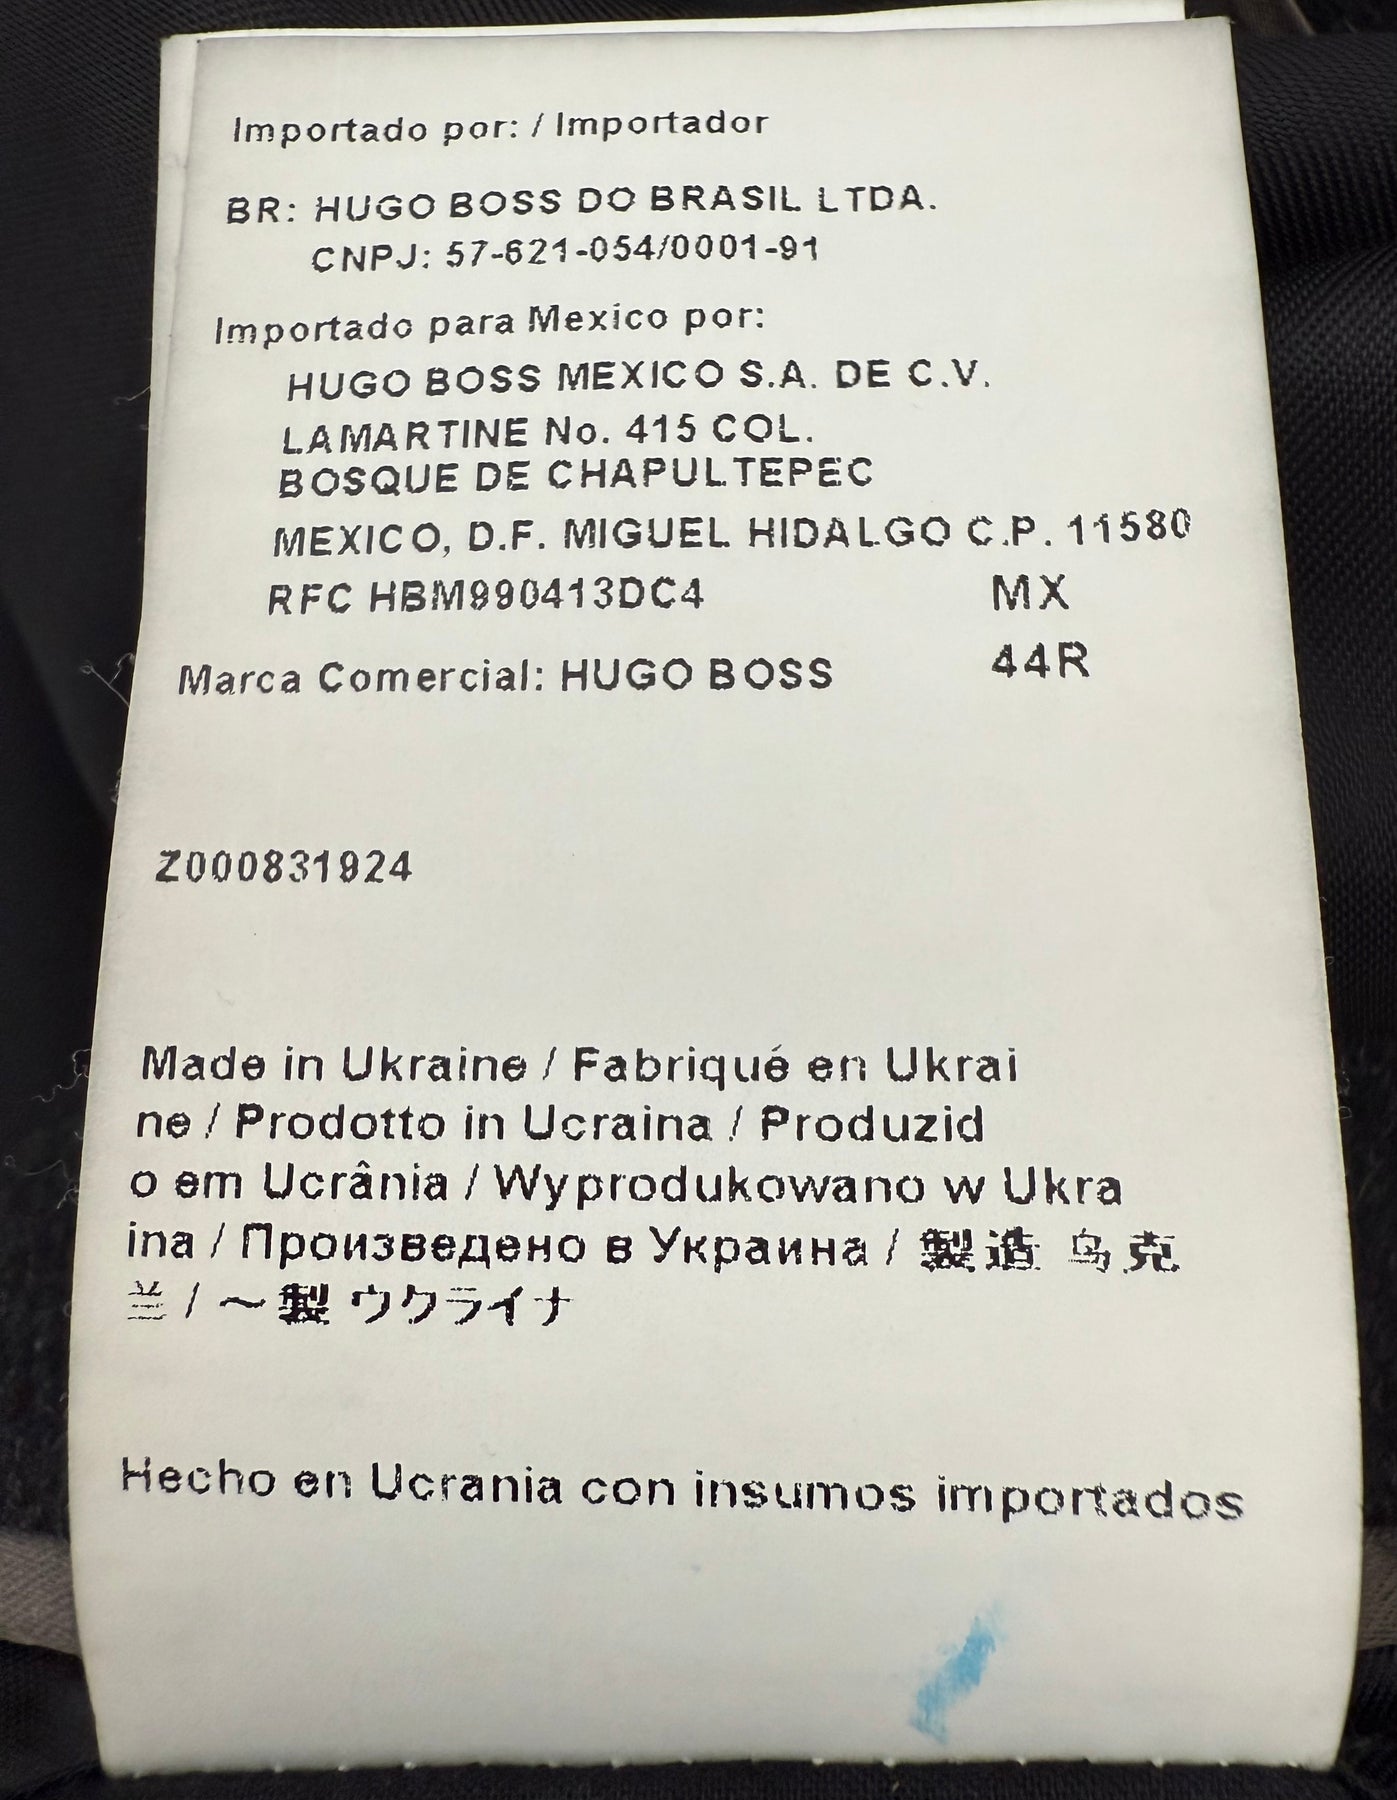 Importado por: / Importador
BR: HUGO BOSS DO BRASIL LTDA.
CNPJ: 57-621-054/0001-91
Importado para Mexico por:
HUGO BOSS MEXICO S.A. DE C.V.
LAMARTINE No. 415 COL.
BOSQUE DE CHAPULTEPEC
MEXICO, D.F. MIGUEL HIDALGO C.P. 11580
RFC HBM990413DC4 MX
Marca Comercial: HUGO BOSS 44R
Z000831924
Made in Ukraine / Fabriqué en Ukrai
ne / Prodotto in Ucraina / Produzid
o em Ucrânia / Wyprodukowano w Ukra
ina / Произведено в Украина / 製造 乌克
兰 / ～製 ウクライナ
Hecho en Ucrania con insumos importados